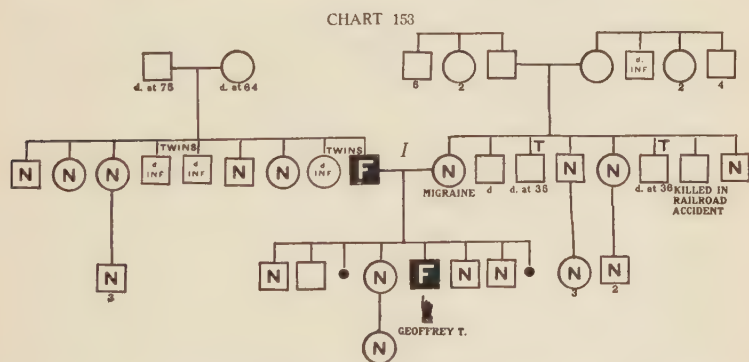 CHART 153
d. at 75
d. at 64
6
2
d. INF
2
4
TWINS
TWINS
I
T
T
N
N
N
d INF
d INF
N
N
d INF
F
N
d
N
N
N
MIGRAINE
d. at 36
d. at 36
KILLED IN
RAILROAD
ACCIDENT
N
3
N
N
F
N
N
N
3
N
2
GEOFFREY T.
N